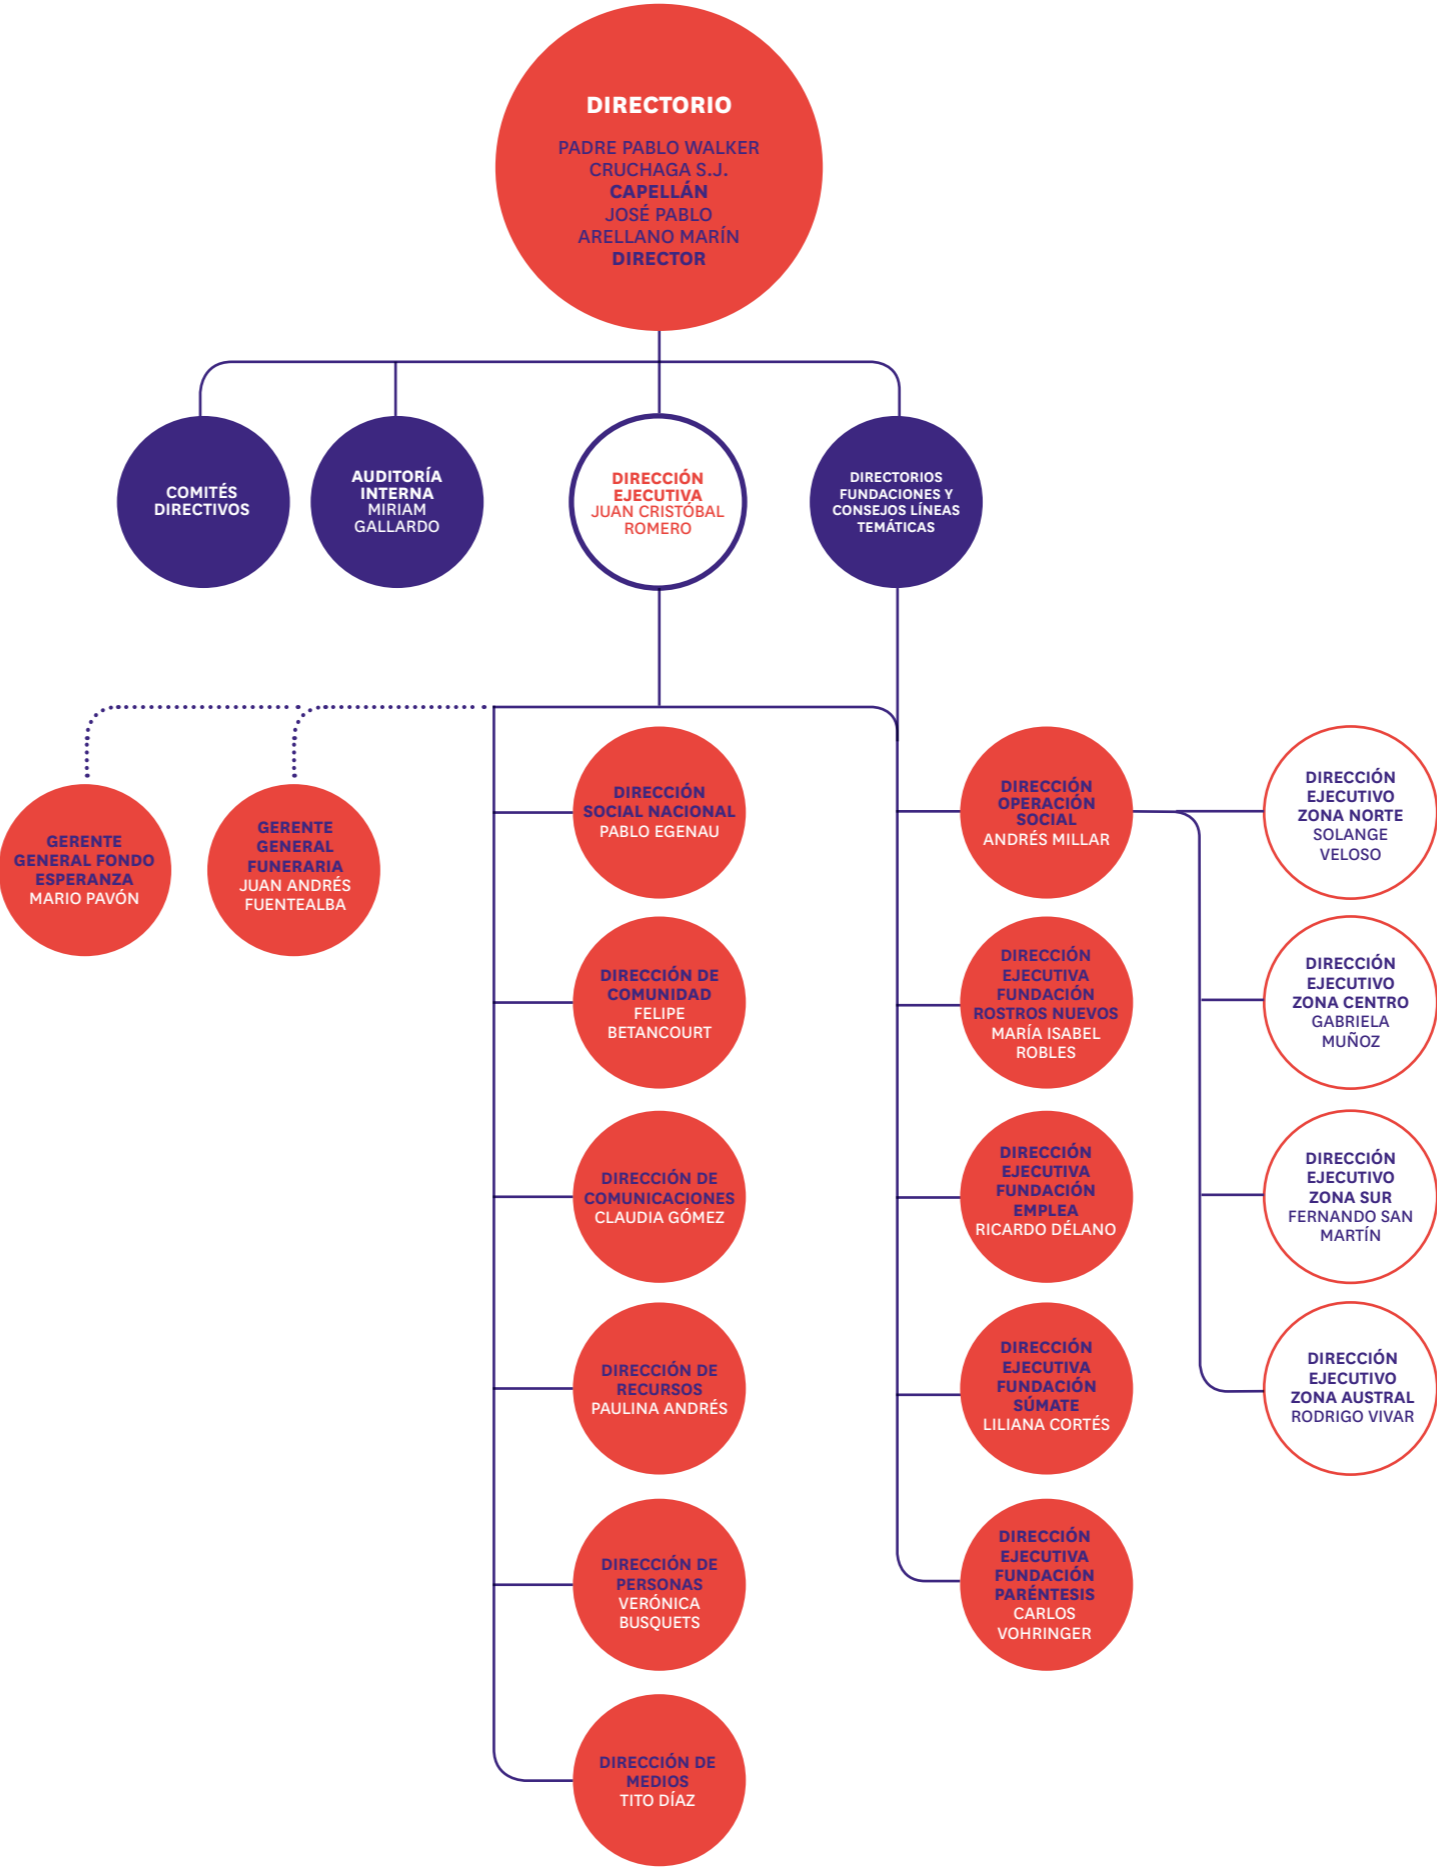 DIRECTORIO
PADRE PABLO WALKER
CRUCHAGA S.J.
CAPELLÁN
JOSÉ PABLO
ARELLANO MARÍN
DIRECTOR
COMITÉS
DIRECTIVOS
AUDITORÍA
INTERNA
MIRIAM
GALLARDO
DIRECCIÓN
EJECUTIVA
JUAN CRISTÓBAL
ROMERO
DIRECTORIOS
FUNDACIONES Y
CONSEJOS LÍNEAS
TEMÁTICAS
GERENTE
GENERAL FONDO
ESPERANZA
MARIO PAVÓN
GERENTE
GENERAL
FUNERARIA
JUAN ANDRÉS
FUENTEALBA
DIRECCIÓN
SOCIAL NACIONAL
PABLO EGENAU
DIRECCIÓN DE
COMUNIDAD
FELIPE
BETANCOURT
DIRECCIÓN DE
COMUNICACIONES
CLAUDIA GÓMEZ
DIRECCIÓN DE
RECURSOS
PAULINA ANDRÉS
DIRECCIÓN DE
PERSONAS
VERÓNICA
BUSQUETS
DIRECCIÓN DE
MEDIOS
TITO DÍAZ
DIRECCIÓN
OPERACIÓN
SOCIAL
ANDRÉS MILLAR
DIRECCIÓN
EJECUTIVA
FUNDACIÓN
ROSTROS NUEVOS
MARÍA ISABEL
ROBLES
DIRECCIÓN
EJECUTIVA
FUNDACIÓN
EMPLEA
RICARDO DÉLANO
DIRECCIÓN
EJECUTIVA
FUNDACIÓN
SÚMATE
LILIANA CORTÉS
DIRECCIÓN
EJECUTIVA
FUNDACIÓN
PARÉNTESIS
CARLOS
VOHRINGER
DIRECCIÓN
EJECUTIVO
ZONA NORTE
SOLANGE
VELOSO
DIRECCIÓN
EJECUTIVO
ZONA CENTRO
GABRIELA
MUÑOZ
DIRECCIÓN
EJECUTIVO
ZONA SUR
FERNANDO SAN
MARTÍN
DIRECCIÓN
EJECUTIVO
ZONA AUSTRAL
RODRIGO VIVAR